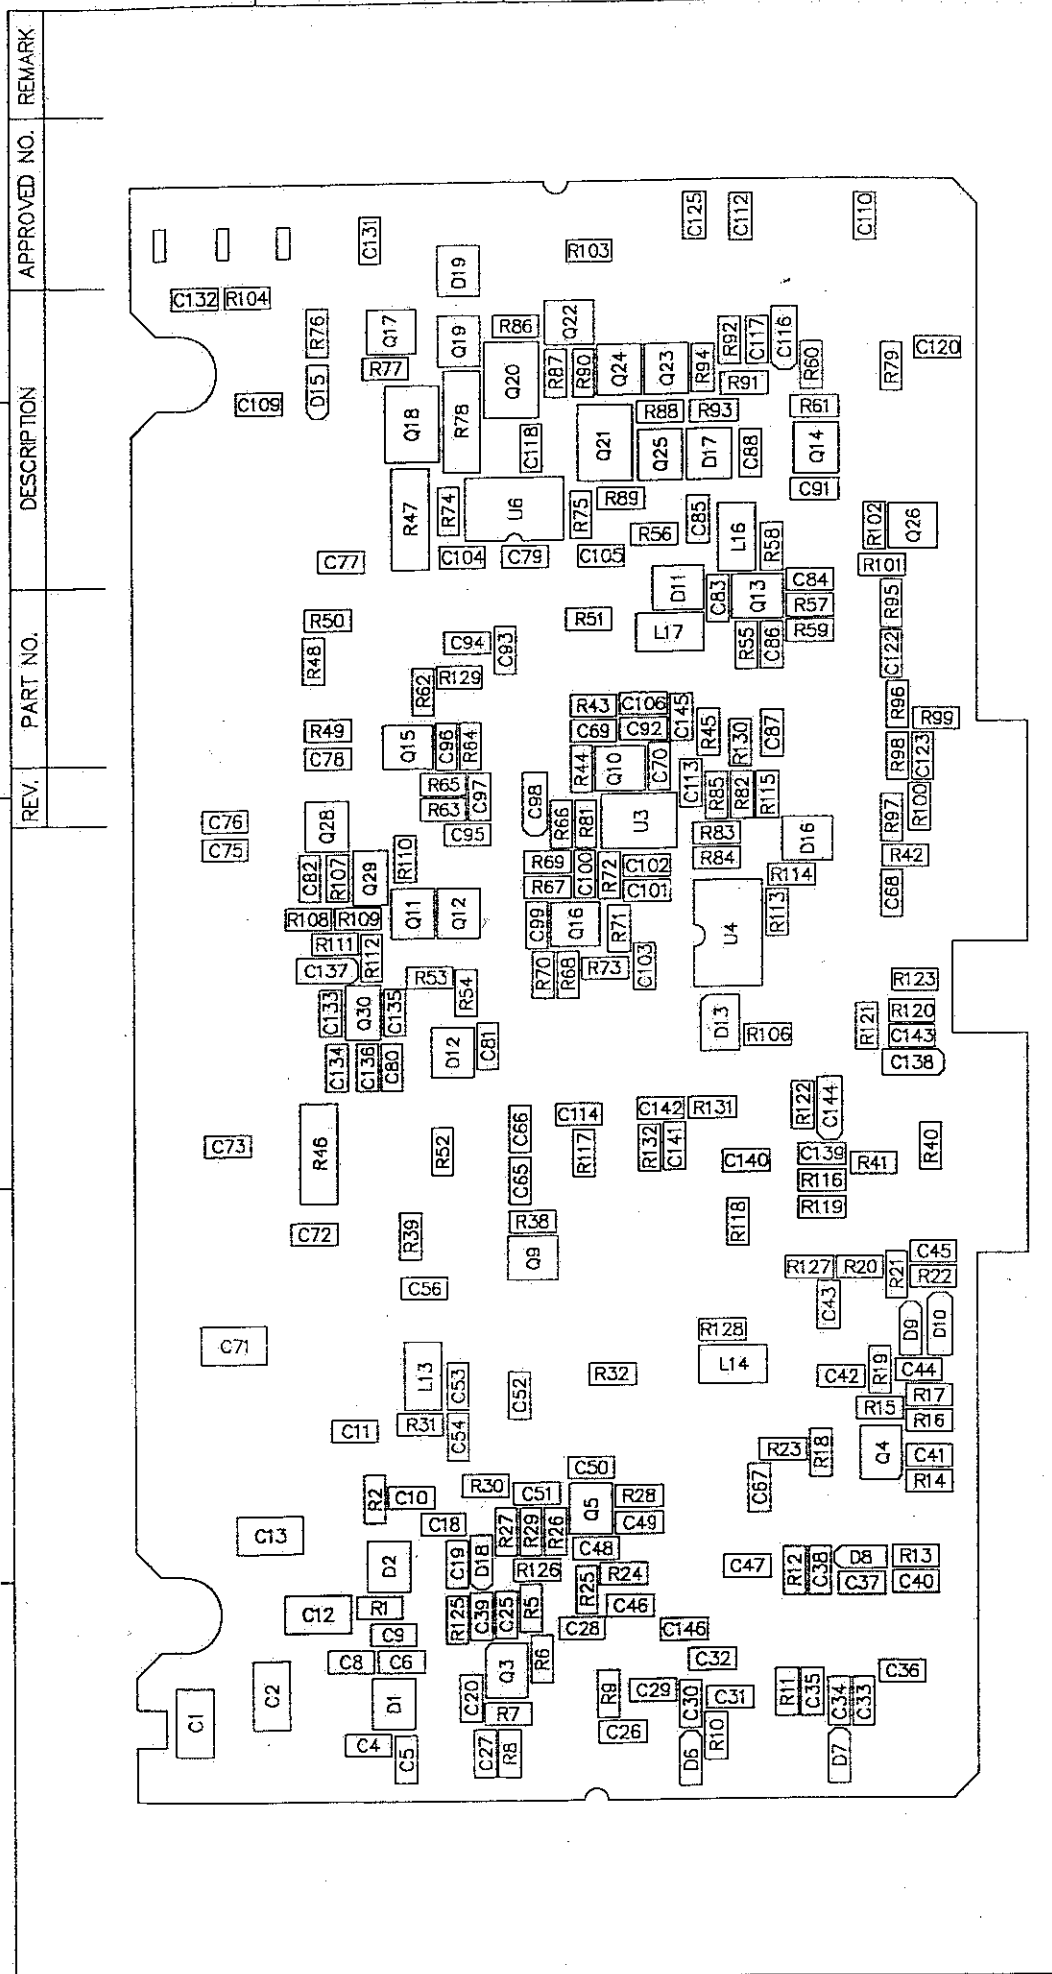 REV. PART NO. DESCRIPTION APPROVED NO. REMARK
C125 C112 C110
C131 R103
D19
C132 R104
R76 Q17 Q19 R86 Q22 R92 C117 C116
C120
R77 R87 R90 Q24 Q23 R94 R91 R60 R79
C109 D15 Q18 R78 Q20 R88 R93 R61
C118 Q21 Q25 D17 C88 Q14
C91
R47 R74 U6 R75 R89 C85 L16 R58 R102 Q26
R56
C77 C104 C79 C105 R101
D11 C83 Q13 C84
R57 R95
R50 R51 L17 R55 C86 R59
R48 C94 C93 C122
R62 R129
R43 C106 C145 R96
R49 C69 C92 R45 R130 C87 R99
C78 Q15 C96 R64 R44 Q10 C70 R98 C123
R65 C97 C113 R85 R82 R115
R63 C98 R66 R81 U3 R97 R100
C76 Q28 C95 R83 D16
C75 R110 R69 C100 R72 C102 R84 R42
C82 R107 Q29 R67 C101 R114 C68
R108 R109 Q11 Q12 C99 Q16 R71 U4 R113
R111 R112
C137 R53 R54 R70 R68 R73 C103 R123
C133 Q30 C135 D13 R121 R120
R106 C143
C134 C136 C80 D12 C81 C138
C66 C114 C142 R131 R122 C144
C73 R46 R52 R117 R132 C141 C140 C139 R41 R40
C65 R116
R38 R118 R119
C72 R39 Q9 C45
R127 R20 R21 R22
C56 C43
R128 D9 D10
C71 L13 C53 C52 R32 L14 C42 R19 C44
R17
R15 R16
C11 R31 C54 R23 R18 Q4 C41
C50 R14
R2 C10 R30 C51 Q5 R28 C67
C13 C18 R27 R29 R26 C49
D2 C19 D18 C48 C47 R12 C38 D8 R13
R126 R25 R24 C37 C40
C12 R1 R125 C39 C25 R5 C46
C9 C28 C146
C8 C6 Q3 R6 C32 C36
C1 C2 D1 C20 R9 C29 C30 C31 R11 C35 C34 C33
R7
C4 C5 C27 R8 C26 D6 R10 D7